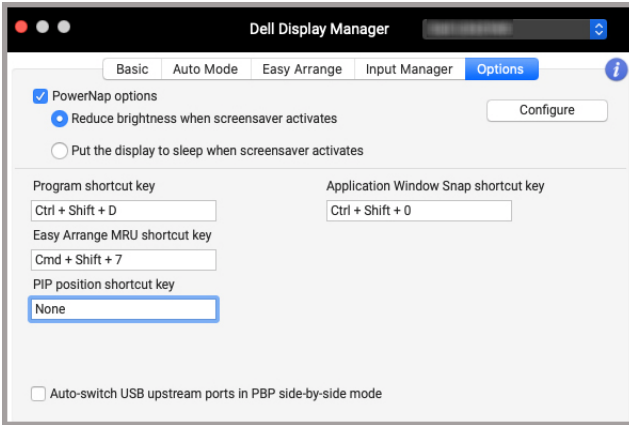 Dell Display Manager
Basic Auto Mode Easy Arrange Input Manager Options
i
PowerNap options
Configure
Reduce brightness when screensaver activates
Put the display to sleep when screensaver activates
Program shortcut key
Application Window Snap shortcut key
Ctrl + Shift + D
Ctrl + Shift + 0
Easy Arrange MRU shortcut key
Cmd + Shift + 7
PIP position shortcut key
None
Auto-switch USB upstream ports in PBP side-by-side mode